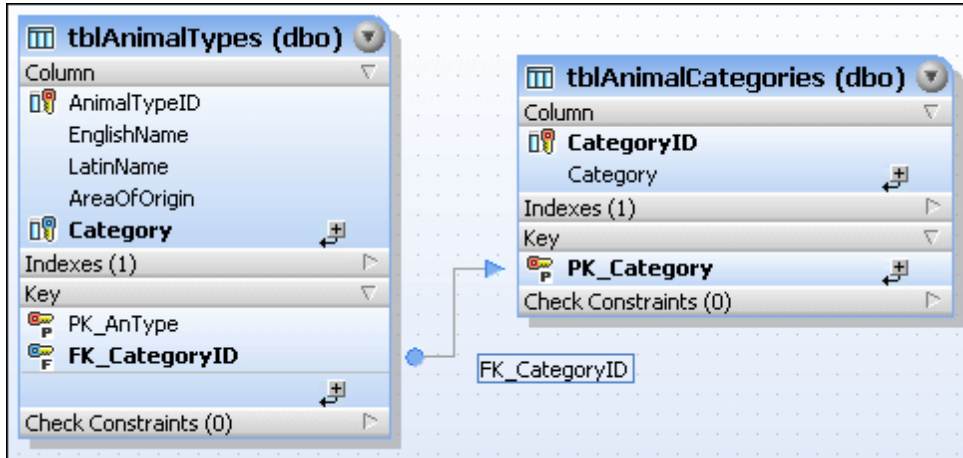 tblAnimalTypes (dbo)
Column
AnimalTypeID
EnglishName
LatinName
AreaOfOrigin
Category
Indexes (1)
Key
PK_AnType
FK_CategoryID
Check Constraints (0)
tblAnimalCategories (dbo)
Column
CategoryID
Category
Indexes (1)
Key
PK_Category
Check Constraints (0)
FK_CategoryID